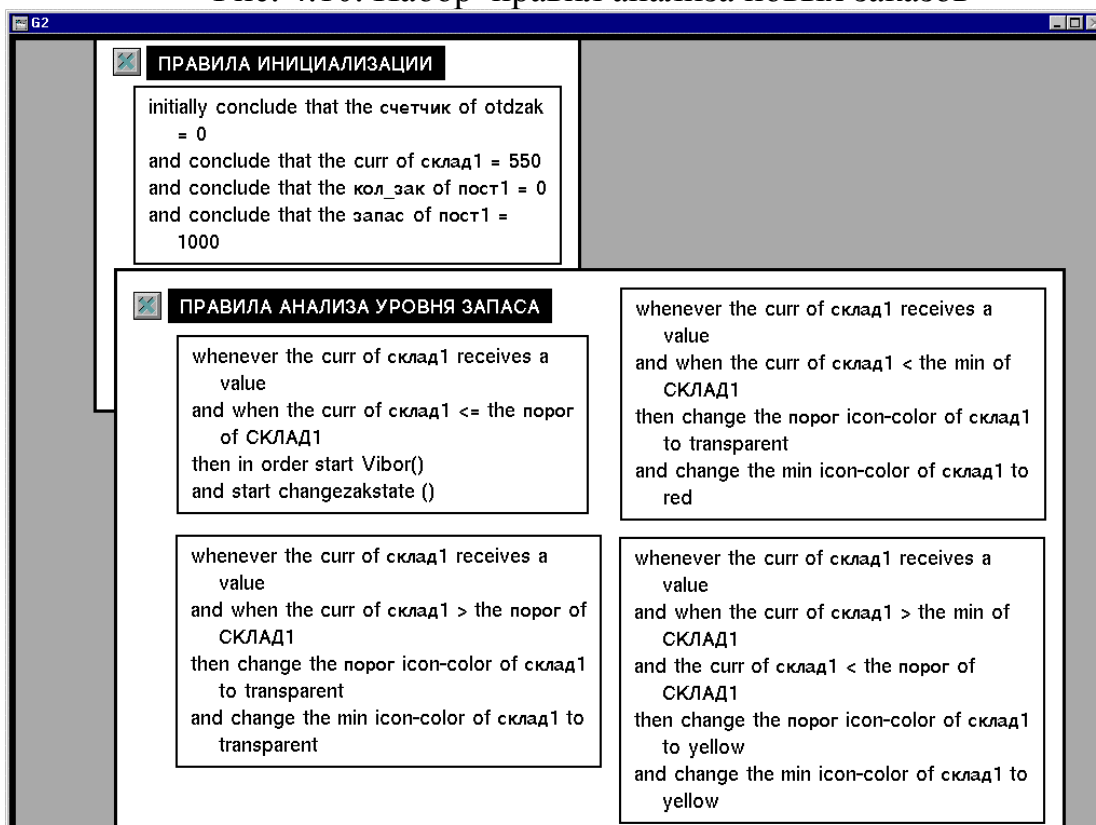 Рис. 4.10. Набор правил анализа новых заказов
G2
ПРАВИЛА ИНИЦИАЛИЗАЦИИ
initially conclude that the счетчик of otdzak
= 0
and conclude that the curr of склад1 = 550
and conclude that the кол_зак of пост1 = 0
and conclude that the запас of пост1 =
1000
ПРАВИЛА АНАЛИЗА УРОВНЯ ЗАПАСА
whenever the curr of склад1 receives a
value
and when the curr of склад1 <= the порог
of СКЛАД1
then in order start Vibor()
and start changezakstate ()
whenever the curr of склад1 receives a
value
and when the curr of склад1 < the min of
СКЛАД1
then change the порог icon-color of склад1
to transparent
and change the min icon-color of склад1 to
red
whenever the curr of склад1 receives a
value
and when the curr of склад1 > the порог of
СКЛАД1
then change the порог icon-color of склад1
to transparent
and change the min icon-color of склад1 to
transparent
whenever the curr of склад1 receives a
value
and when the curr of склад1 > the min of
СКЛАД1
and the curr of склад1 < the порог of
СКЛАД1
then change the порог icon-color of склад1
to yellow
and change the min icon-color of склад1 to
yellow